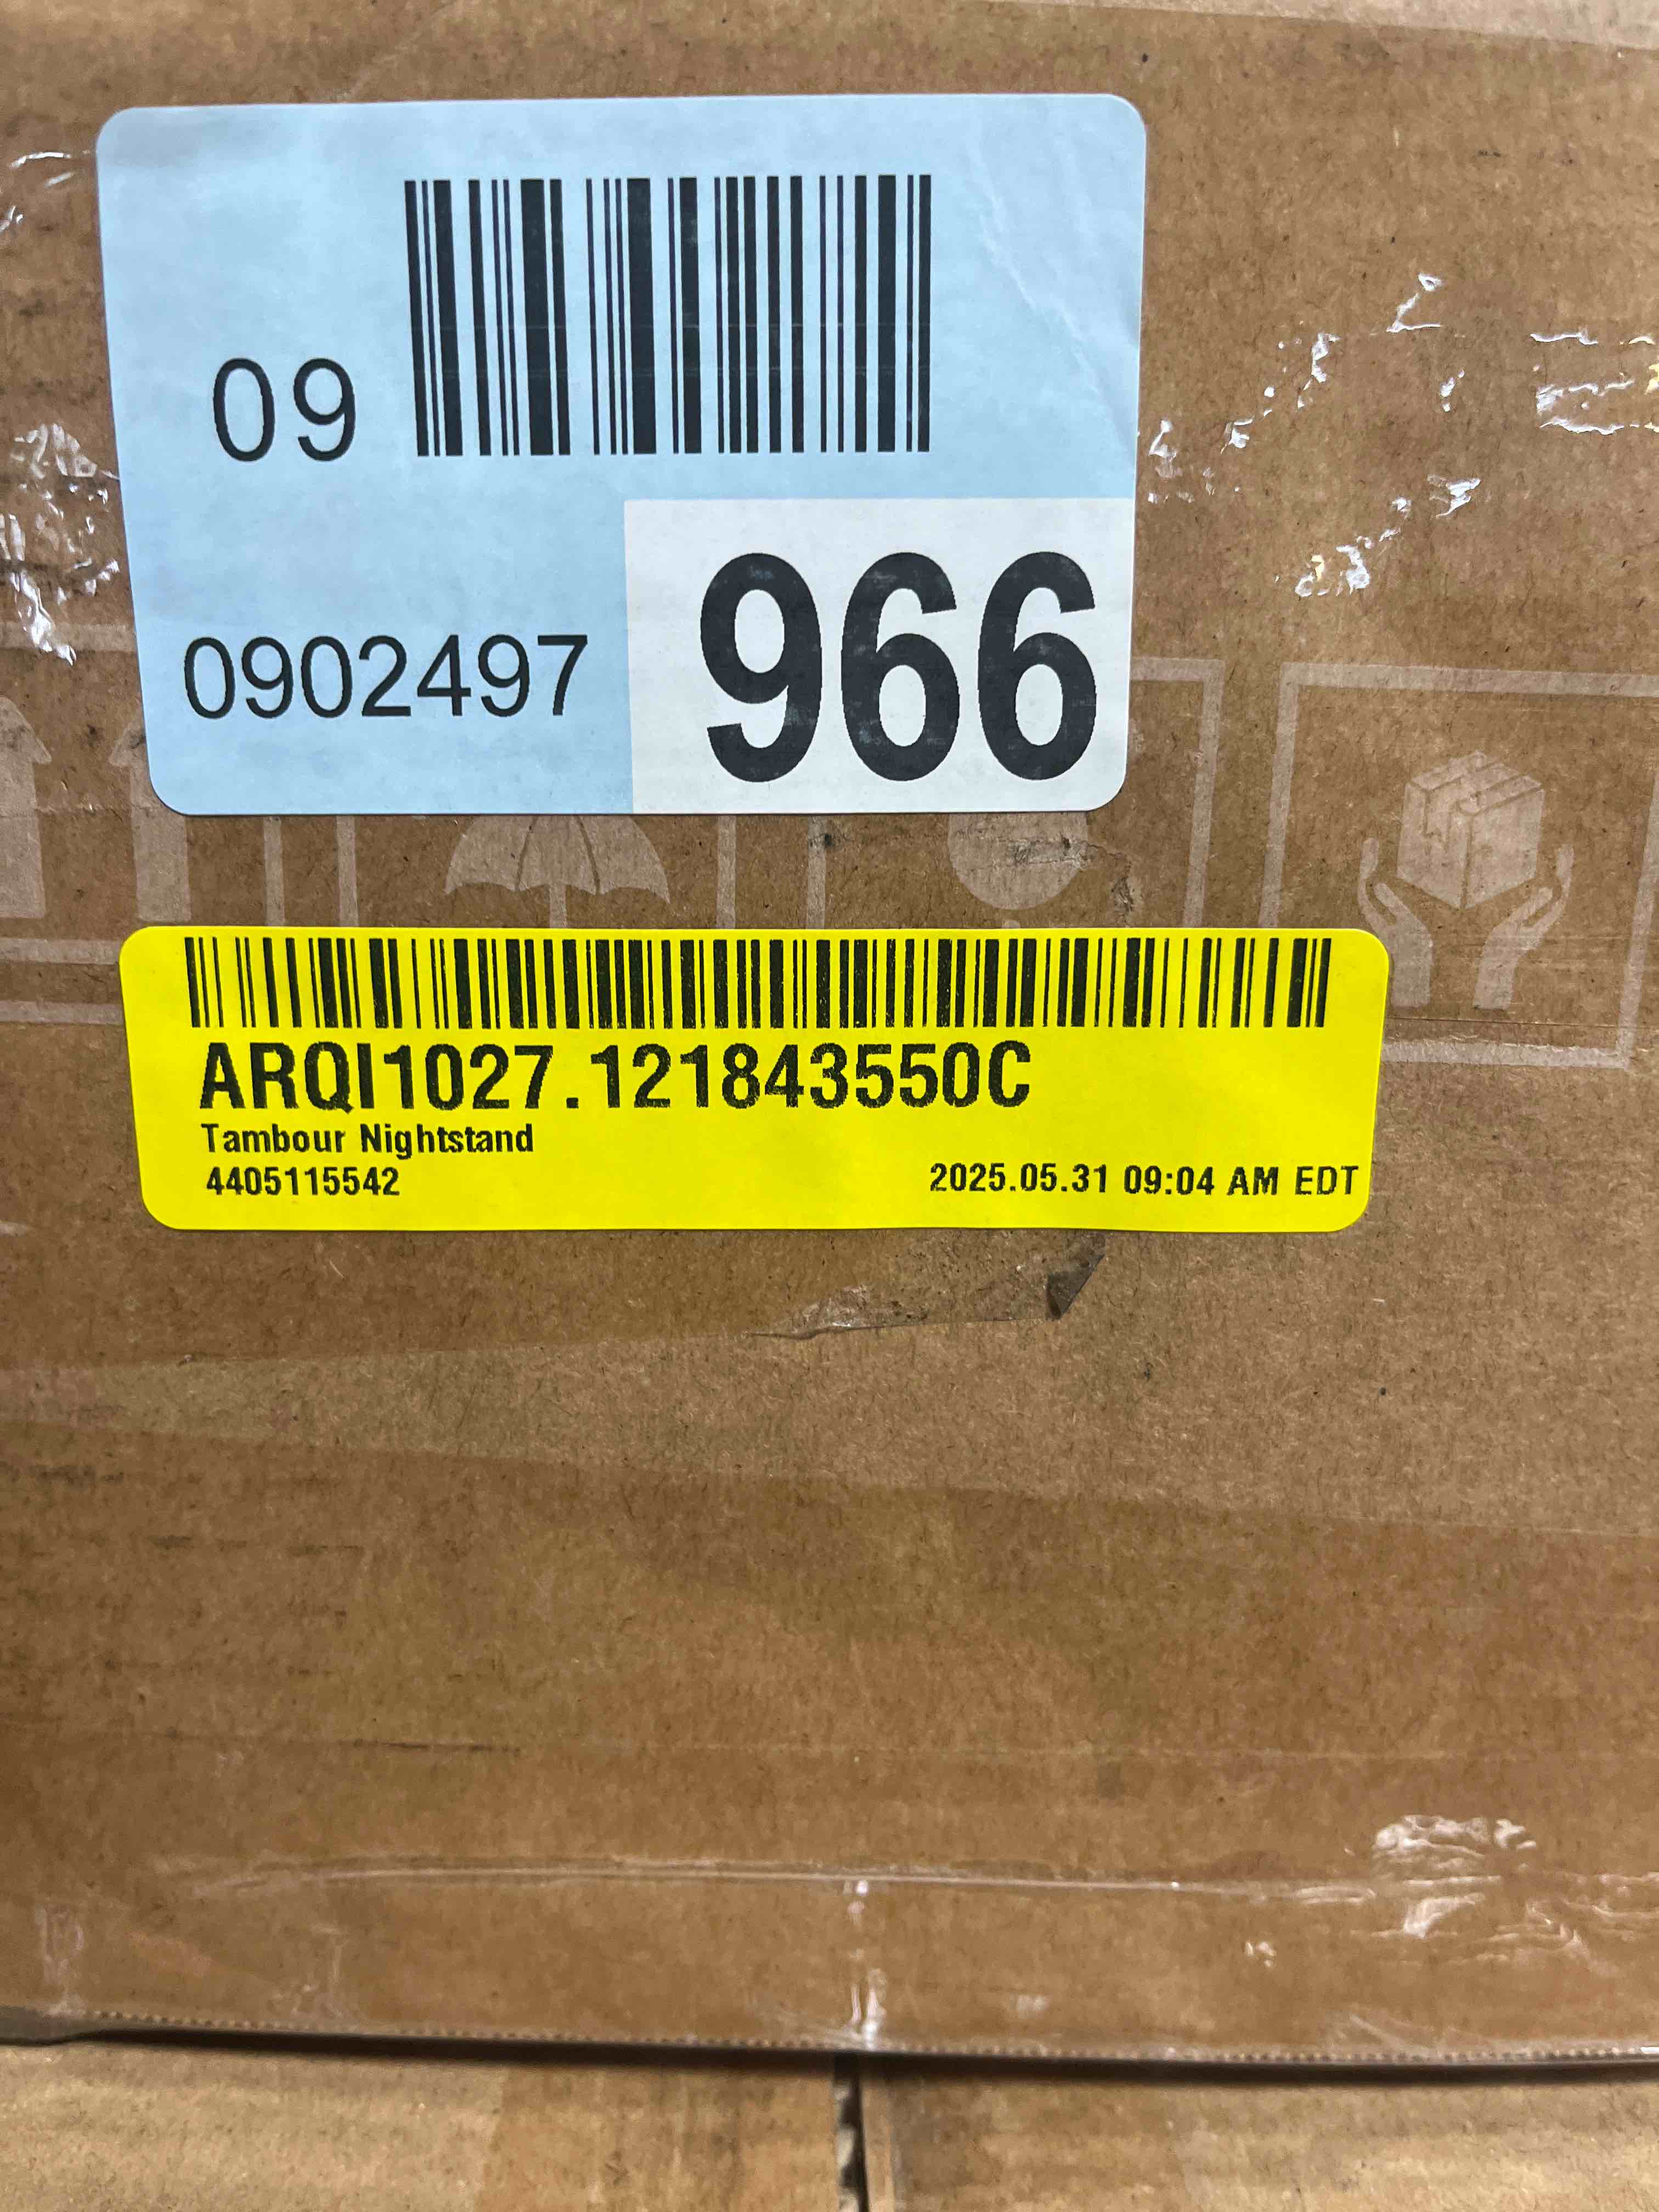 09
0902497 966
ARQI1027.121843550C
Tambour Nightstand
4405115542 2025.05.31 09:04 AM EDT